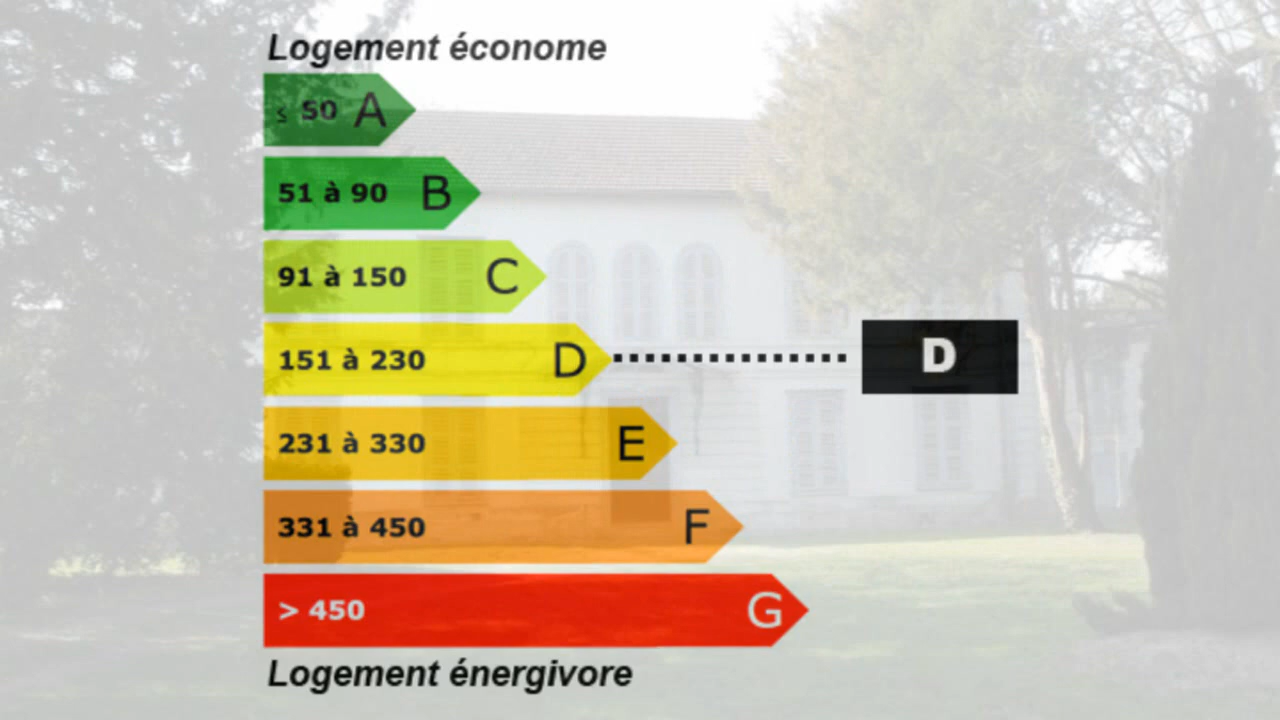 Logement économe
≤ 50 A
51 à 90 B
91 à 150 C
151 à 230 D
D
231 à 330 E
331 à 450 F
> 450 G
Logement énergivore